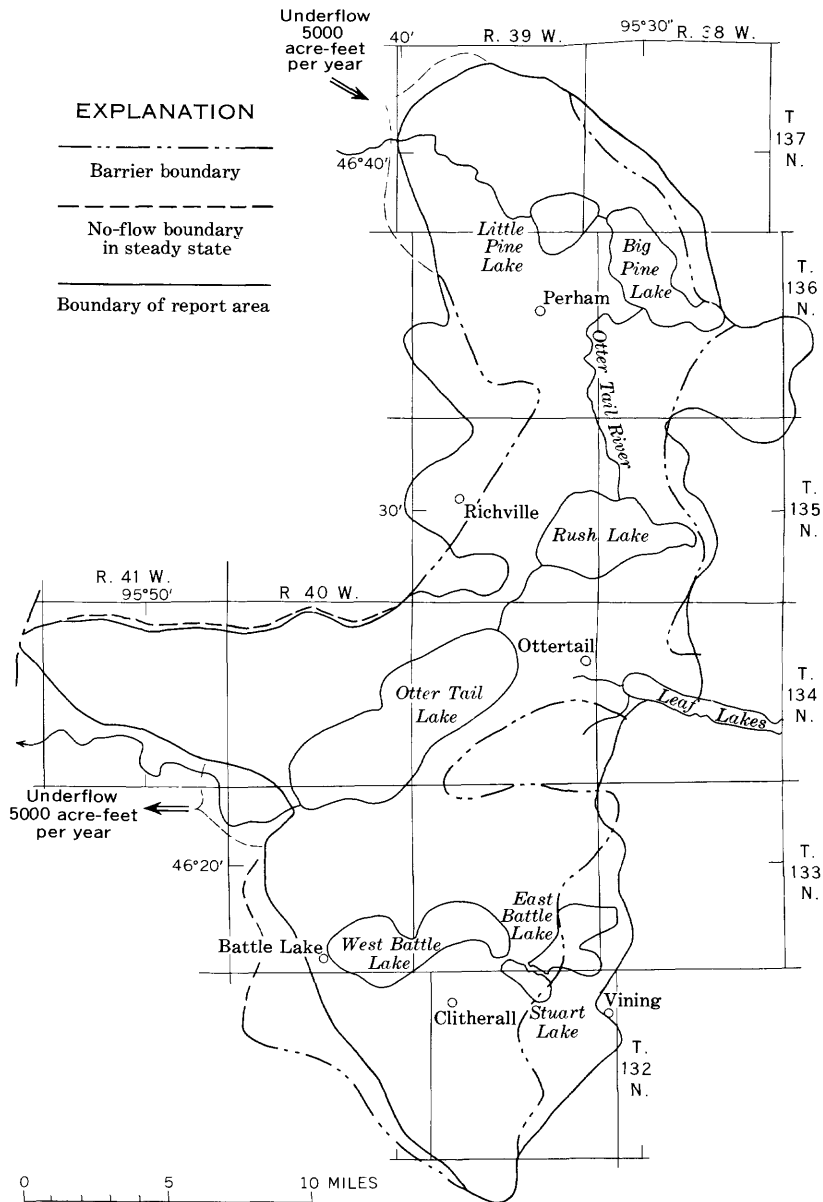 Underflow
5000
acre-feet
per year
40'
R. 39 W.
95°30"
R. 38 W.
EXPLANATION
Barrier boundary
No-flow boundary
in steady state
Boundary of report area
T
137
N.
46°40'
Little
Pine
Lake
Big
Pine
Lake
T.
136
N.
Perham
Otter Tail River
Richville
30'
T.
135
N.
Rush Lake
R. 41 W.
95°50'
R. 40 W.
Ottertail
Otter Tail
Lake
Leaf Lakes
T.
134
N.
Underflow
5000 acre-feet
per year
46°20'
T.
133
N.
East
Battle
Lake
Battle Lake
West Battle
Lake
Clitherall
Stuart
Lake
Vining
T.
132
N.
0 5 10 MILES